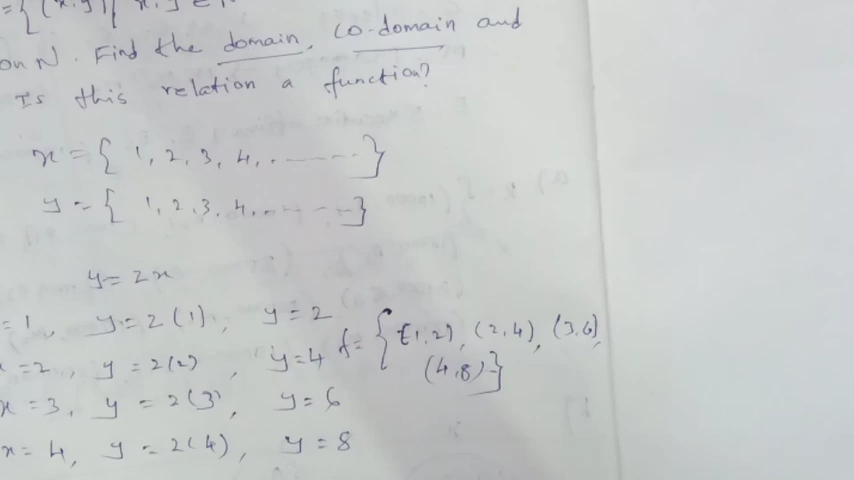 ={(x,y)| x,y ∈
on N. Find the domain, co-domain and
Is this relation a function?
x = { 1, 2, 3, 4, . ------ }
y = { 1, 2, 3, 4, .. - - - - }
y = 2x
=1, y = 2(1), y = 2
f = { (1,2), (2,4), (3,6),
x =2, y = 2(2), y = 4
(4,8) }
x = 3, y = 2(3), y = 6
x = 4, y = 2(4), y = 8